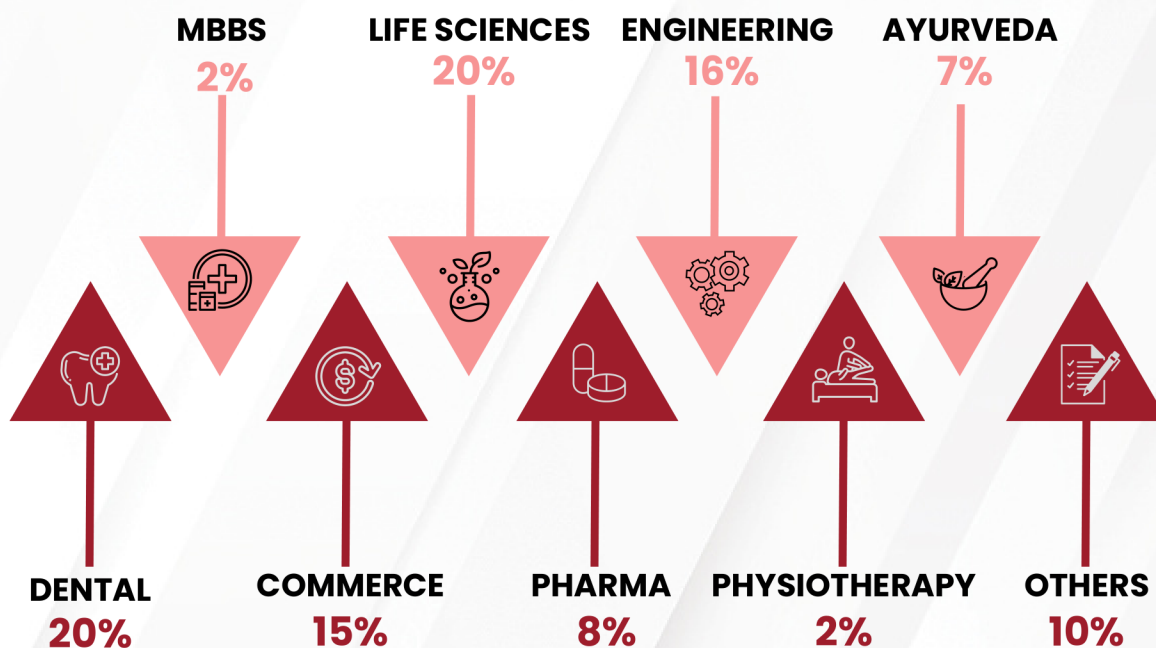 MBBS
2%
LIFE SCIENCES
20%
ENGINEERING
16%
AYURVEDA
7%
DENTAL
20%
COMMERCE
15%
PHARMA
8%
PHYSIOTHERAPY
2%
OTHERS
10%